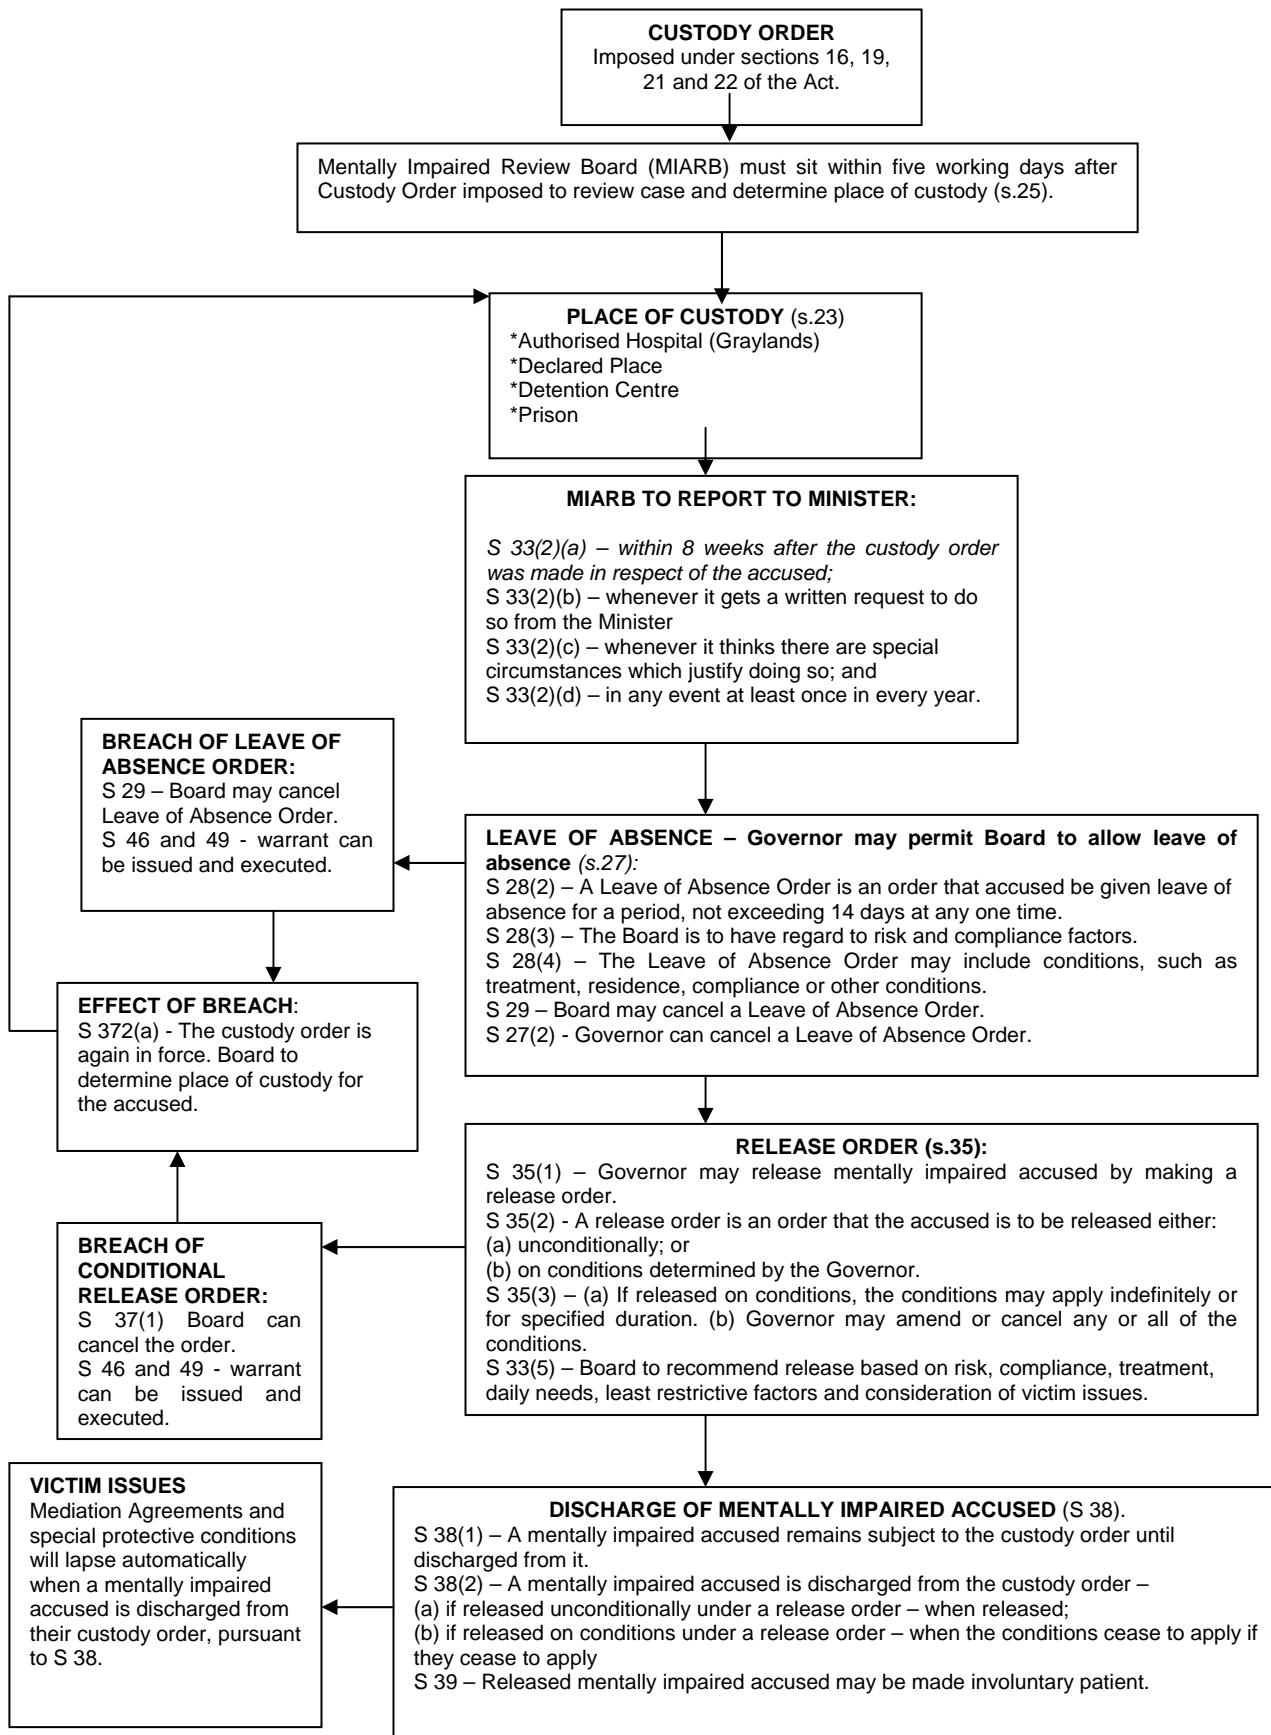 CUSTODY ORDER
Imposed under sections 16, 19,
21 and 22 of the Act.
Mentally Impaired Review Board (MIARB) must sit within five working days after
Custody Order imposed to review case and determine place of custody (s.25).
PLACE OF CUSTODY (s.23)
*Authorised Hospital (Graylands)
*Declared Place
*Detention Centre
*Prison
MIARB TO REPORT TO MINISTER:
S 33(2)(a) – within 8 weeks after the custody order
was made in respect of the accused;
S 33(2)(b) – whenever it gets a written request to do
so from the Minister
S 33(2)(c) – whenever it thinks there are special
circumstances which justify doing so; and
S 33(2)(d) – in any event at least once in every year.
BREACH OF LEAVE OF
ABSENCE ORDER:
S 29 – Board may cancel
Leave of Absence Order.
S 46 and 49 - warrant can
be issued and executed.
LEAVE OF ABSENCE – Governor may permit Board to allow leave of
absence (s.27):
S 28(2) – A Leave of Absence Order is an order that accused be given leave of
absence for a period, not exceeding 14 days at any one time.
S 28(3) – The Board is to have regard to risk and compliance factors.
S 28(4) – The Leave of Absence Order may include conditions, such as
treatment, residence, compliance or other conditions.
S 29 – Board may cancel a Leave of Absence Order.
S 27(2) - Governor can cancel a Leave of Absence Order.
EFFECT OF BREACH:
S 372(a) - The custody order is
again in force. Board to
determine place of custody for
the accused.
RELEASE ORDER (s.35):
S 35(1) – Governor may release mentally impaired accused by making a
release order.
S 35(2) - A release order is an order that the accused is to be released either:
(a) unconditionally; or
(b) on conditions determined by the Governor.
S 35(3) – (a) If released on conditions, the conditions may apply indefinitely or
for specified duration. (b) Governor may amend or cancel any or all of the
conditions.
S 33(5) – Board to recommend release based on risk, compliance, treatment,
daily needs, least restrictive factors and consideration of victim issues.
BREACH OF
CONDITIONAL
RELEASE ORDER:
S 37(1) Board can
cancel the order.
S 46 and 49 - warrant
can be issued and
executed.
VICTIM ISSUES
Mediation Agreements and
special protective conditions
will lapse automatically
when a mentally impaired
accused is discharged from
their custody order, pursuant
to S 38.
DISCHARGE OF MENTALLY IMPAIRED ACCUSED (S 38).
S 38(1) – A mentally impaired accused remains subject to the custody order until
discharged from it.
S 38(2) – A mentally impaired accused is discharged from the custody order –
(a) if released unconditionally under a release order – when released;
(b) if released on conditions under a release order – when the conditions cease to apply if
they cease to apply
S 39 – Released mentally impaired accused may be made involuntary patient.